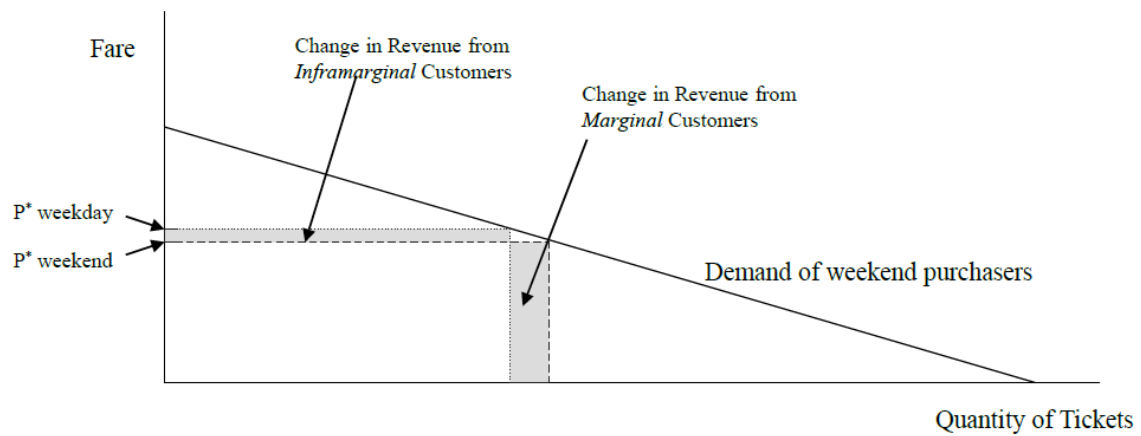 Fare
Change in Revenue from
Inframarginal Customers
Change in Revenue from
Marginal Customers
P* weekday
P* weekend
Demand of weekend purchasers
Quantity of Tickets